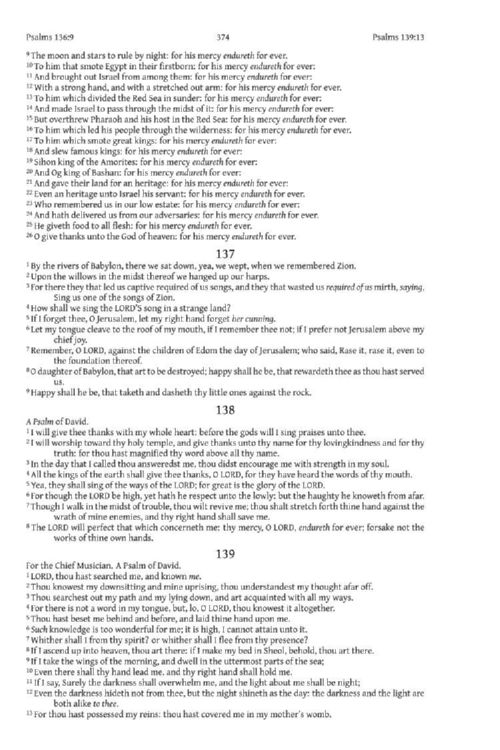 Psalms 136:9 374 Psalms 139:13
9 The moon and stars to rule by night: for his mercy endureth for ever.
10 To him that smote Egypt in their firstborn: for his mercy endureth for ever:
11 And brought out Israel from among them: for his mercy endureth for ever:
12 With a strong hand, and with a stretched out arm: for his mercy endureth for ever.
13 To him which divided the Red Sea in sunder: for his mercy endureth for ever:
14 And made Israel to pass through the midst of it: for his mercy endureth for ever:
15 But overthrew Pharaoh and his host in the Red Sea: for his mercy endureth for ever.
16 To him which led his people through the wilderness: for his mercy endureth for ever.
17 To him which smote great kings: for his mercy endureth for ever:
18 And slew famous kings: for his mercy endureth for ever:
19 Sihon king of the Amorites: for his mercy endureth for ever:
20 And Og king of Bashan: for his mercy endureth for ever:
21 And gave their land for an heritage: for his mercy endureth for ever:
22 Even an heritage unto Israel his servant: for his mercy endureth for ever.
23 Who remembered us in our low estate: for his mercy endureth for ever:
24 And hath delivered us from our adversaries: for his mercy endureth for ever.
25 He giveth food to all flesh: for his mercy endureth for ever.
26 O give thanks unto the God of heaven: for his mercy endureth for ever.
137
1 By the rivers of Babylon, there we sat down, yea, we wept, when we remembered Zion.
2 Upon the willows in the midst thereof we hanged up our harps.
3 For there they that led us captive required of us songs, and they that wasted us required of us mirth, saying,
Sing us one of the songs of Zion.
4 How shall we sing the LORD'S song in a strange land?
5 If I forget thee, O Jerusalem, let my right hand forget her cunning.
6 Let my tongue cleave to the roof of my mouth, if I remember thee not; if I prefer not Jerusalem above my
chief joy.
7 Remember, O LORD, against the children of Edom the day of Jerusalem; who said, Rase it, rase it, even to
the foundation thereof.
8 O daughter of Babylon, that art to be destroyed; happy shall he be, that rewardeth thee as thou hast served
us.
9 Happy shall he be, that taketh and dasheth thy little ones against the rock.
138
A Psalm of David.
1 I will give thee thanks with my whole heart: before the gods will I sing praises unto thee.
2 I will worship toward thy holy temple, and give thanks unto thy name for thy lovingkindness and for thy
truth: for thou hast magnified thy word above all thy name.
3 In the day that I called thou answeredst me, thou didst encourage me with strength in my soul.
4 All the kings of the earth shall give thee thanks, O LORD, for they have heard the words of thy mouth.
5 Yea, they shall sing of the ways of the LORD; for great is the glory of the LORD.
6 For though the LORD be high, yet hath he respect unto the lowly: but the haughty he knoweth from afar.
7 Though I walk in the midst of trouble, thou wilt revive me; thou shalt stretch forth thine hand against the
wrath of mine enemies, and thy right hand shall save me.
8 The LORD will perfect that which concerneth me: thy mercy, O LORD, endureth for ever; forsake not the
works of thine own hands.
139
For the Chief Musician. A Psalm of David.
1 LORD, thou hast searched me, and known me.
2 Thou knowest my downsitting and mine uprising, thou understandest my thought afar off.
3 Thou searchest out my path and my lying down, and art acquainted with all my ways.
4 For there is not a word in my tongue, but, lo, O LORD, thou knowest it altogether.
5 Thou hast beset me behind and before, and laid thine hand upon me.
6 Such knowledge is too wonderful for me; it is high, I cannot attain unto it.
7 Whither shall I from thy spirit? or whither shall I flee from thy presence?
8 If I ascend up into heaven, thou art there: if I make my bed in Sheol, behold, thou art there.
9 If I take the wings of the morning, and dwell in the uttermost parts of the sea;
10 Even there shall thy hand lead me, and thy right hand shall hold me.
11 If I say, Surely the darkness shall overwhelm me, and the light about me shall be night;
12 Even the darkness hideth not from thee, but the night shineth as the day: the darkness and the light are
both alike to thee.
13 For thou hast possessed my reins: thou hast covered me in my mother's womb.